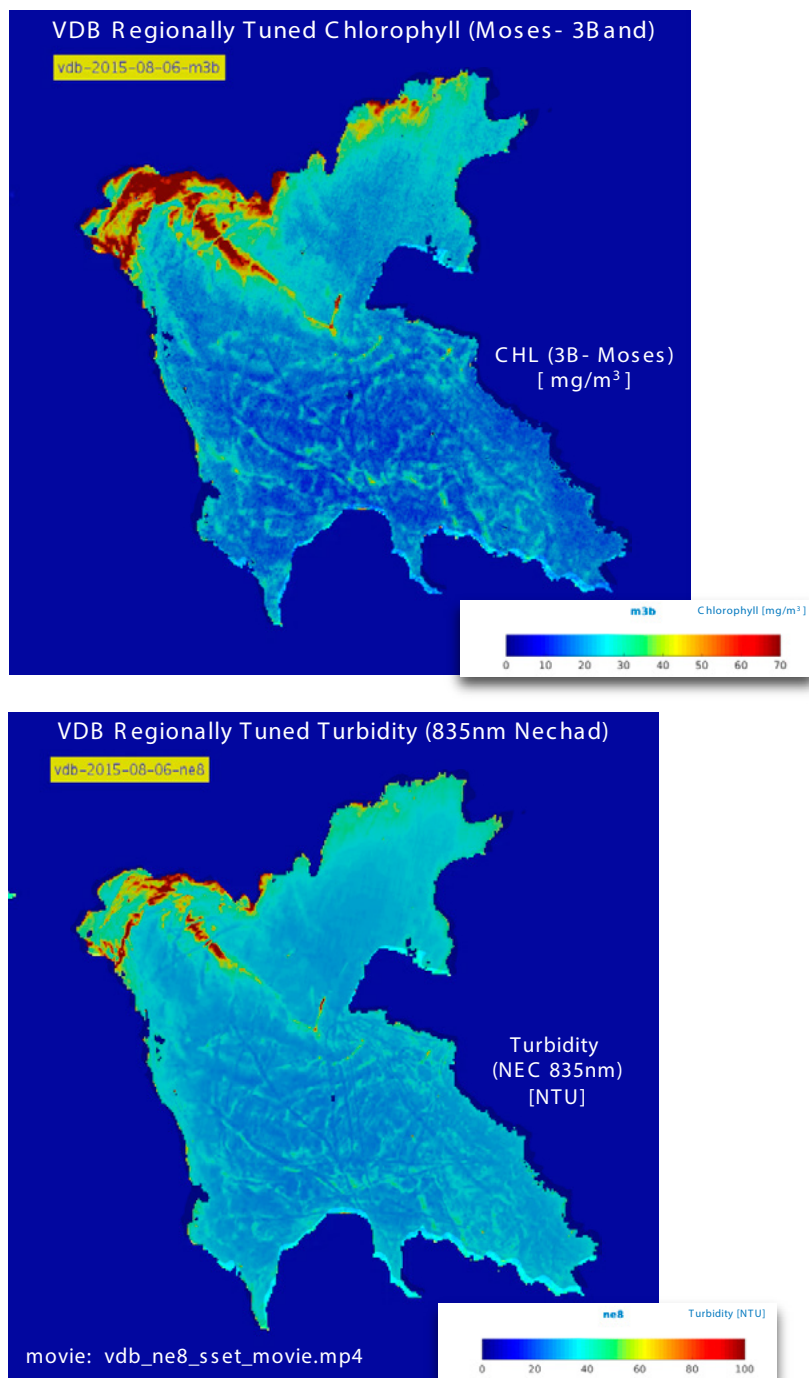 VDB Regionally Tuned Chlorophyll (Moses- 3Band)
vdb-2015-08-06-m3b
CHL (3B- Moses)
[ mg/m³ ]
m3b Chlorophyll [mg/m³ ]
0 10 20 30 40 50 60 70
VDB Regionally Tuned Turbidity (835nm Nechad)
vdb-2015-08-06-ne8
Turbidity
(NEC 835nm)
[NTU]
ne8 Turbidity [NTU]
movie: vdb_ne8_sset_movie.mp4
0 20 40 60 80 100